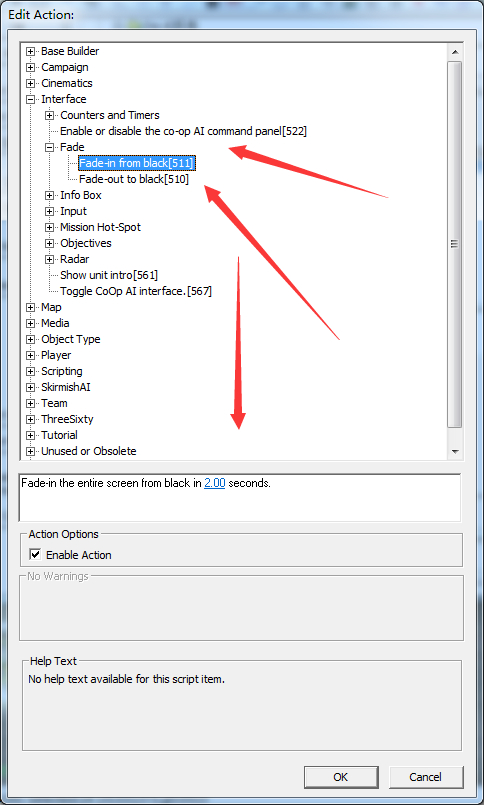 Edit Action:
Base Builder
Campaign
Cinematics
Interface
Counters and Timers
Enable or disable the co-op AI command panel[522]
Fade
Fade-in from black[511]
Fade-out to black[510]
Info Box
Input
Mission Hot-Spot
Objectives
Radar
Show unit intro[561]
Toggle CoOp AI interface.[567]
Map
Media
Object Type
Player
Scripting
SkirmishAI
Team
ThreeSixty
Tutorial
Unused or Obsolete
Fade-in the entire screen from black in 2.00 seconds.
Action Options
Enable Action
No Warnings
Help Text
No help text available for this script item.
OK Cancel